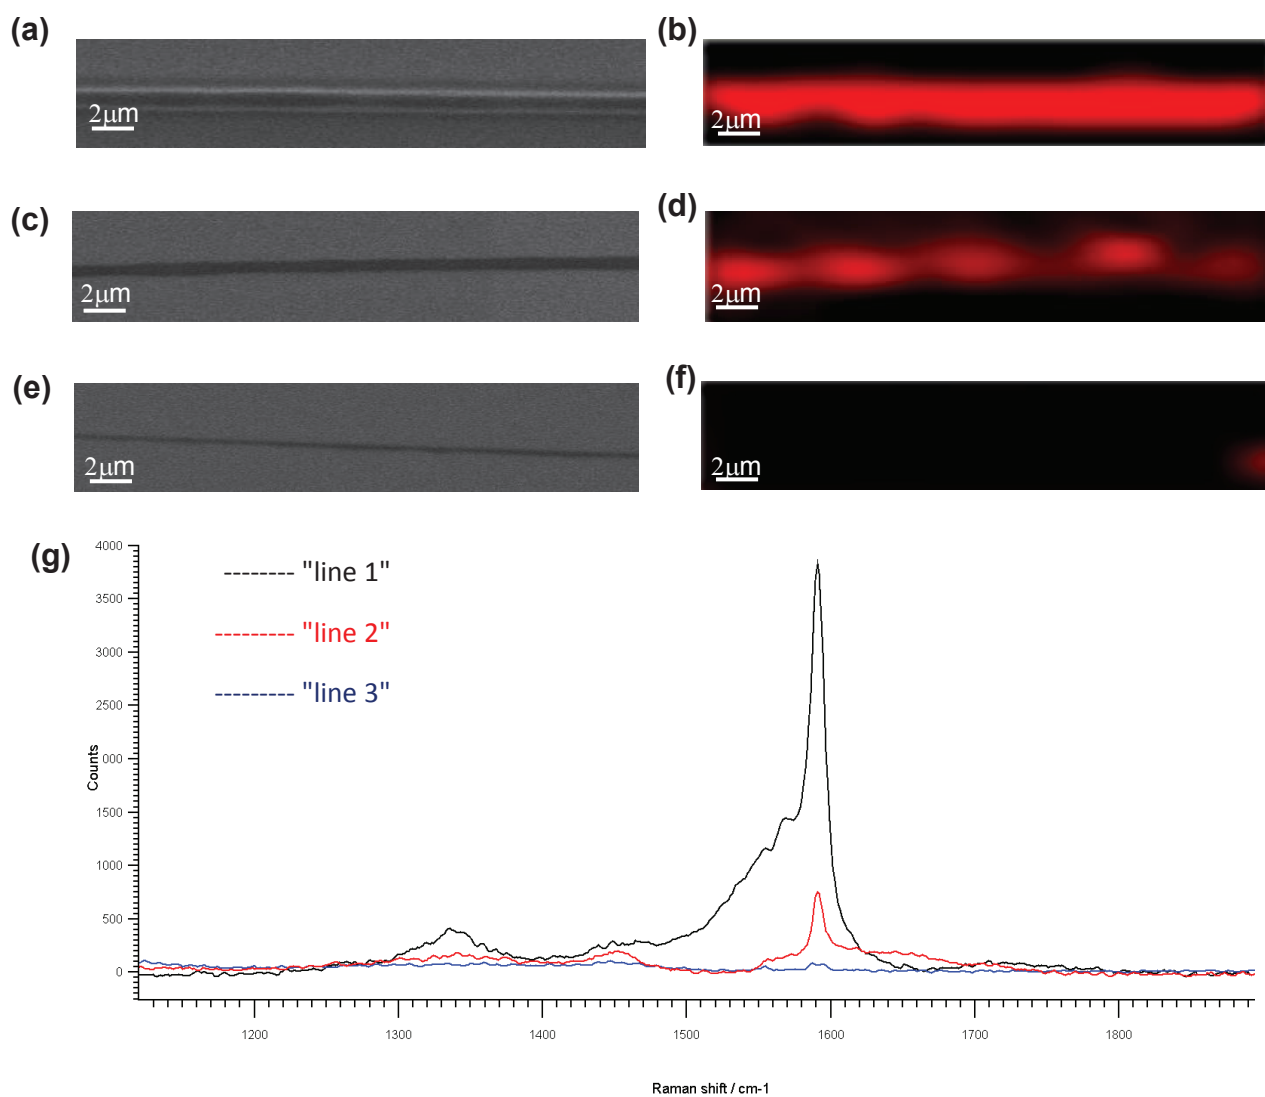 (a)
2μm
(b)
2μm
(c)
2μm
(d)
2μm
(e)
2μm
(f)
2μm
(g)
"line 1"
"line 2"
"line 3"
4000
3500
3000
2500
000
1500
1000
500
0
Counts
1200 1300 1400 1500 1600 1700 1800
Raman shift / cm-1